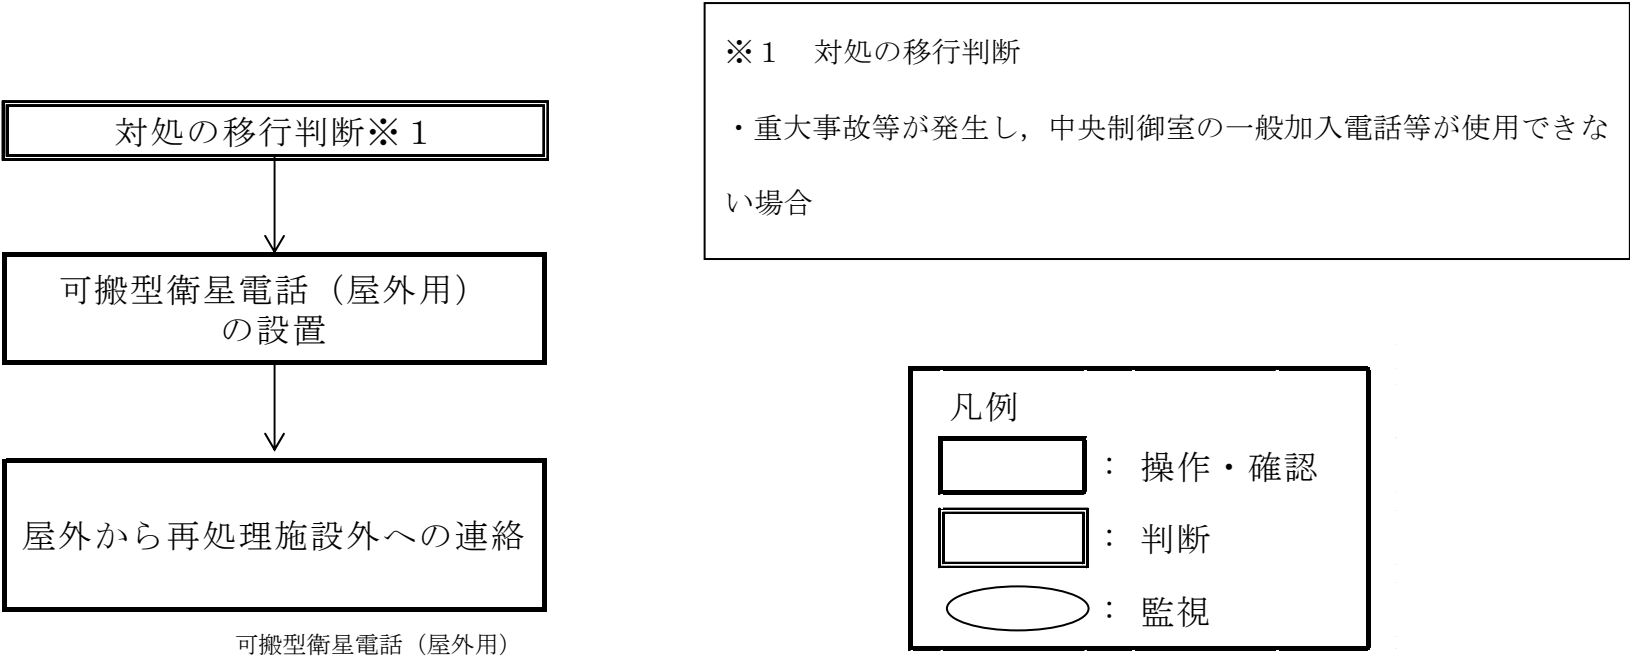 対処の移行判断※１
可搬型衛星電話（屋外用）
の設置
屋外から再処理施設外への連絡
可搬型衛星電話（屋外用）
※１　対処の移行判断
・重大事故等が発生し，中央制御室の一般加入電話等が使用できな
い場合
凡例
：操作・確認
：判断
：監視